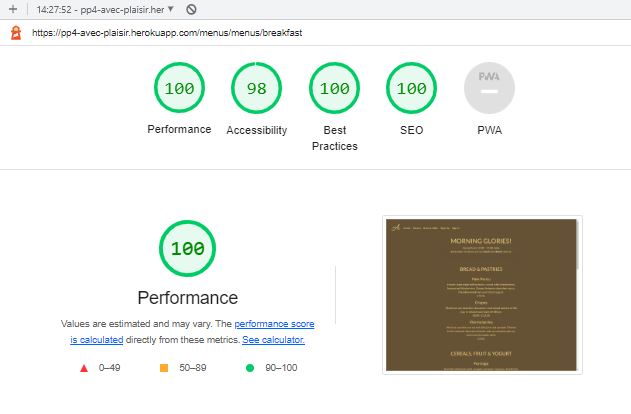 14:27:52 - pp4-avec-plaisir.her
https://pp4-avec-plaisir.herokuapp.com/menus/menus/breakfast
100
98
100
100
PWA
Performance
Accessibility
Best
Practices
SEO
PWA
100
Performance
Values are estimated and may vary. The performance score
is calculated directly from these metrics. See calculator.
0–49
50–89
90–100
MORNING GLORIES!
BREAD & PASTRIES
CEREALS, FRUIT & YOGURT